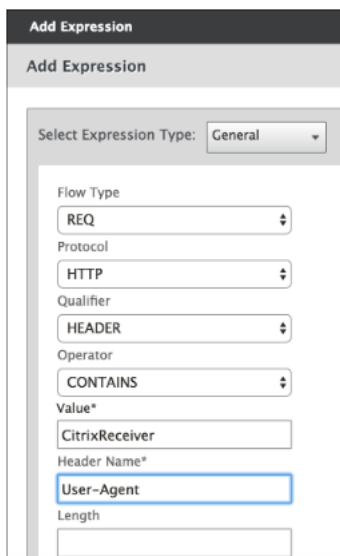 Add Expression
Add Expression
Select Expression Type: General
Flow Type
REQ
Protocol
HTTP
Qualifier
HEADER
Operator
CONTAINS
Value*
CitrixReceiver
Header Name*
User-Agent
Length